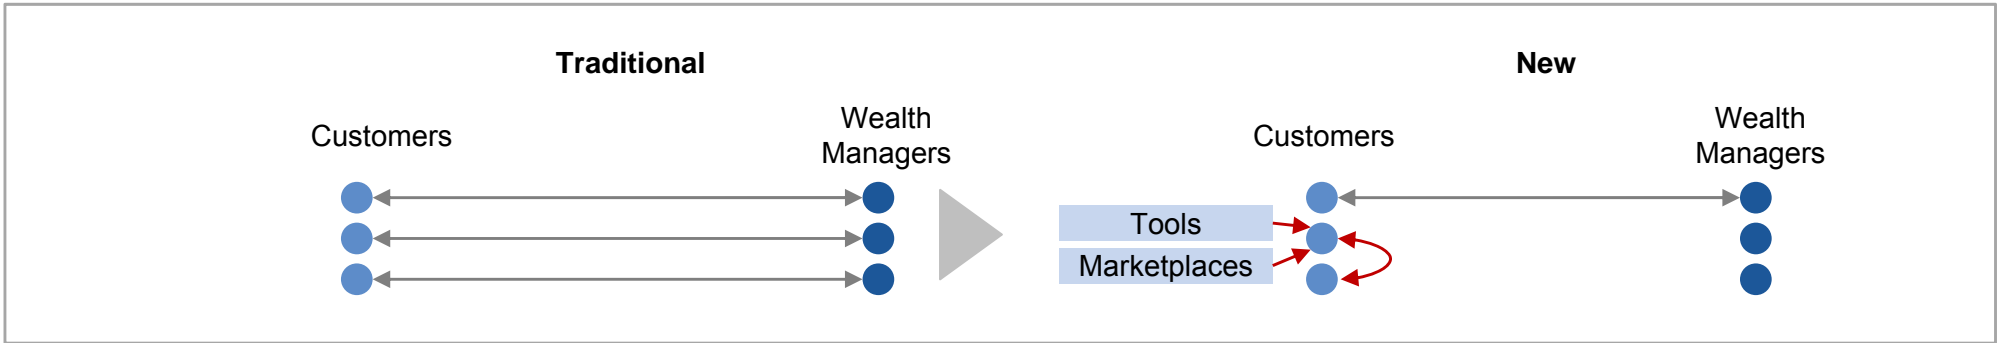 Traditional
Customers
Wealth
Managers
New
Customers
Wealth
Managers
Tools
Marketplaces